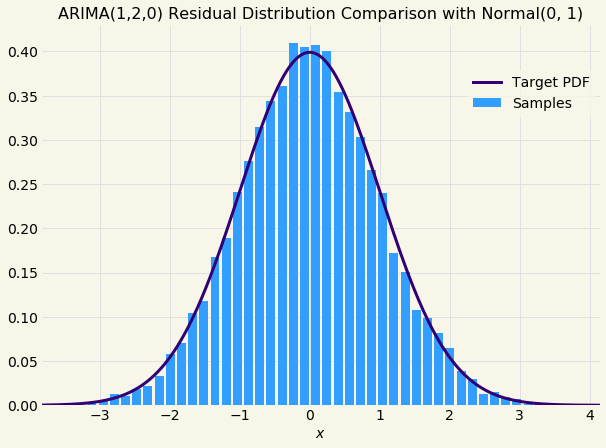 ARIMA(1,2,0) Residual Distribution Comparison with Normal(0, 1)
0.40
0.35
0.30
0.25
0.20
0.15
0.10
0.05
0.00
Target PDF
Samples
−3 −2 −1 0 1 2 3 4
x